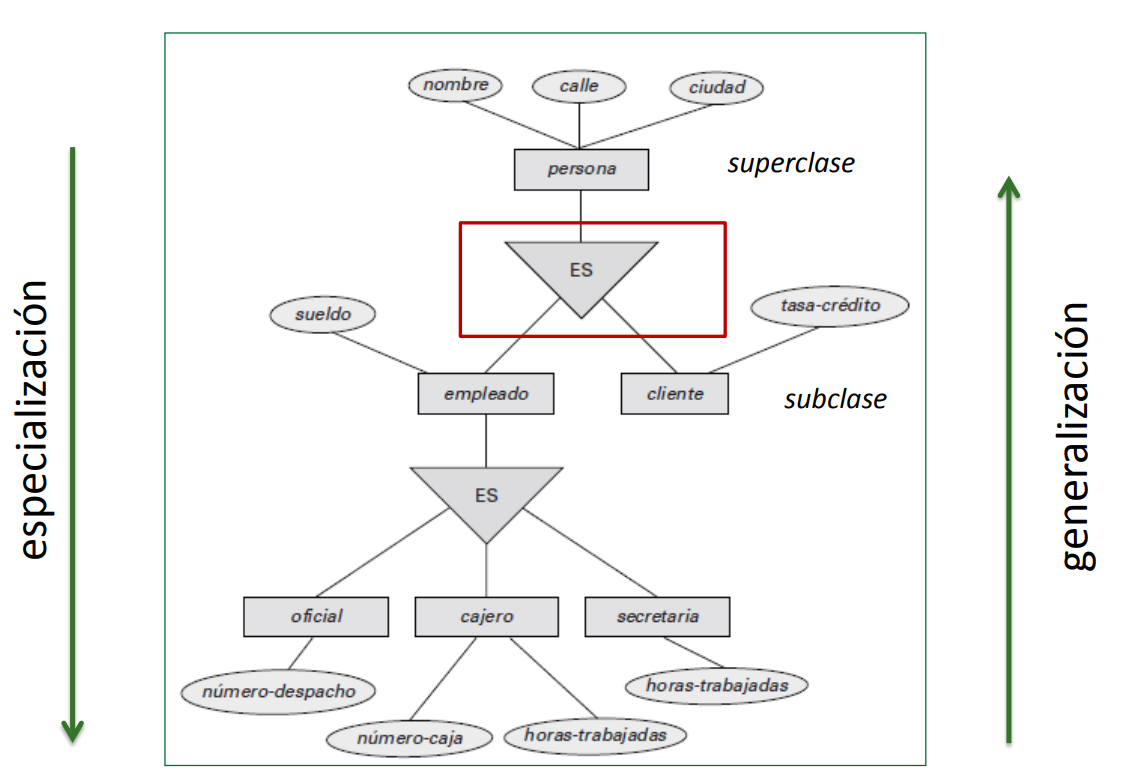 nombre
calle
ciudad
persona
superclase
ES
sueldo
tasa-crédito
empleado
cliente
subclase
ES
oficial
cajero
secretaria
número-despacho
horas-trabajadas
número-caja
horas-trabajadas
especialización
generalización